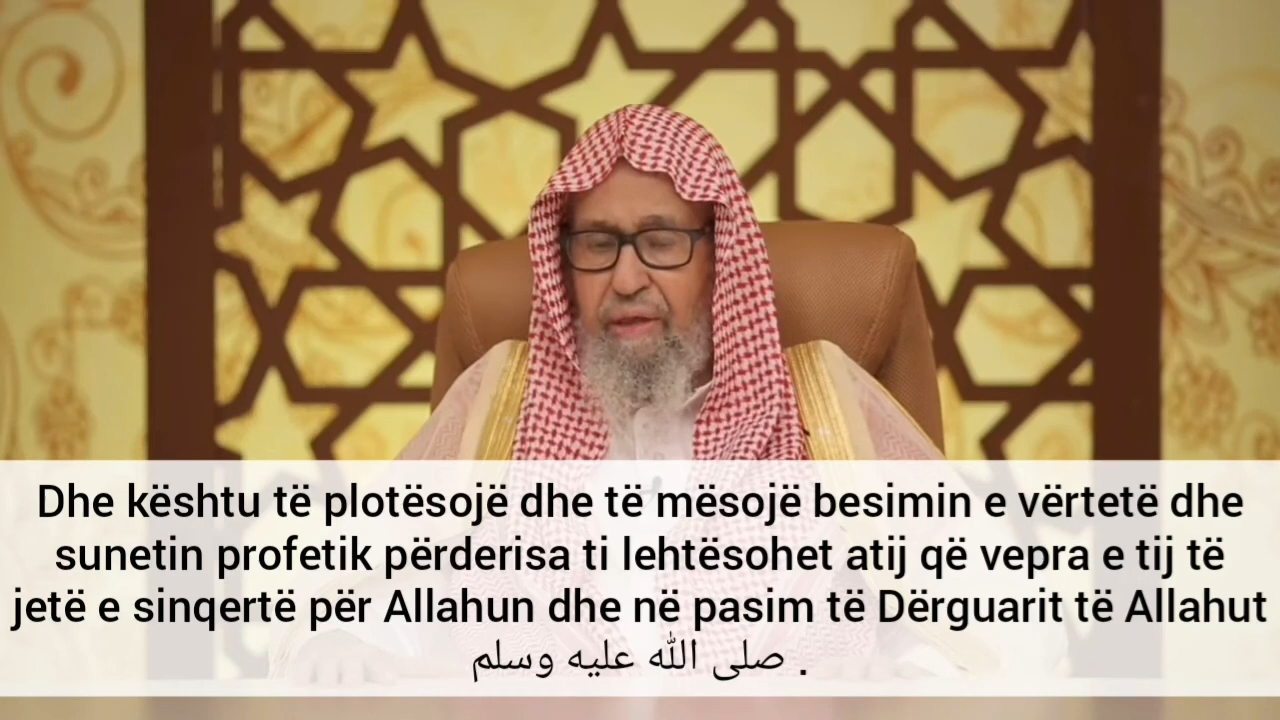 Dhe kështu të plotësojë dhe të mësojë besimin e vërtetë dhe
sunetin profetik përderisa ti lehtësohet atij që vepra e tij të
jetë e sinqertë për Allahun dhe në pasim të Dërguarit të Allahut
صلى الله عليه وسلم .